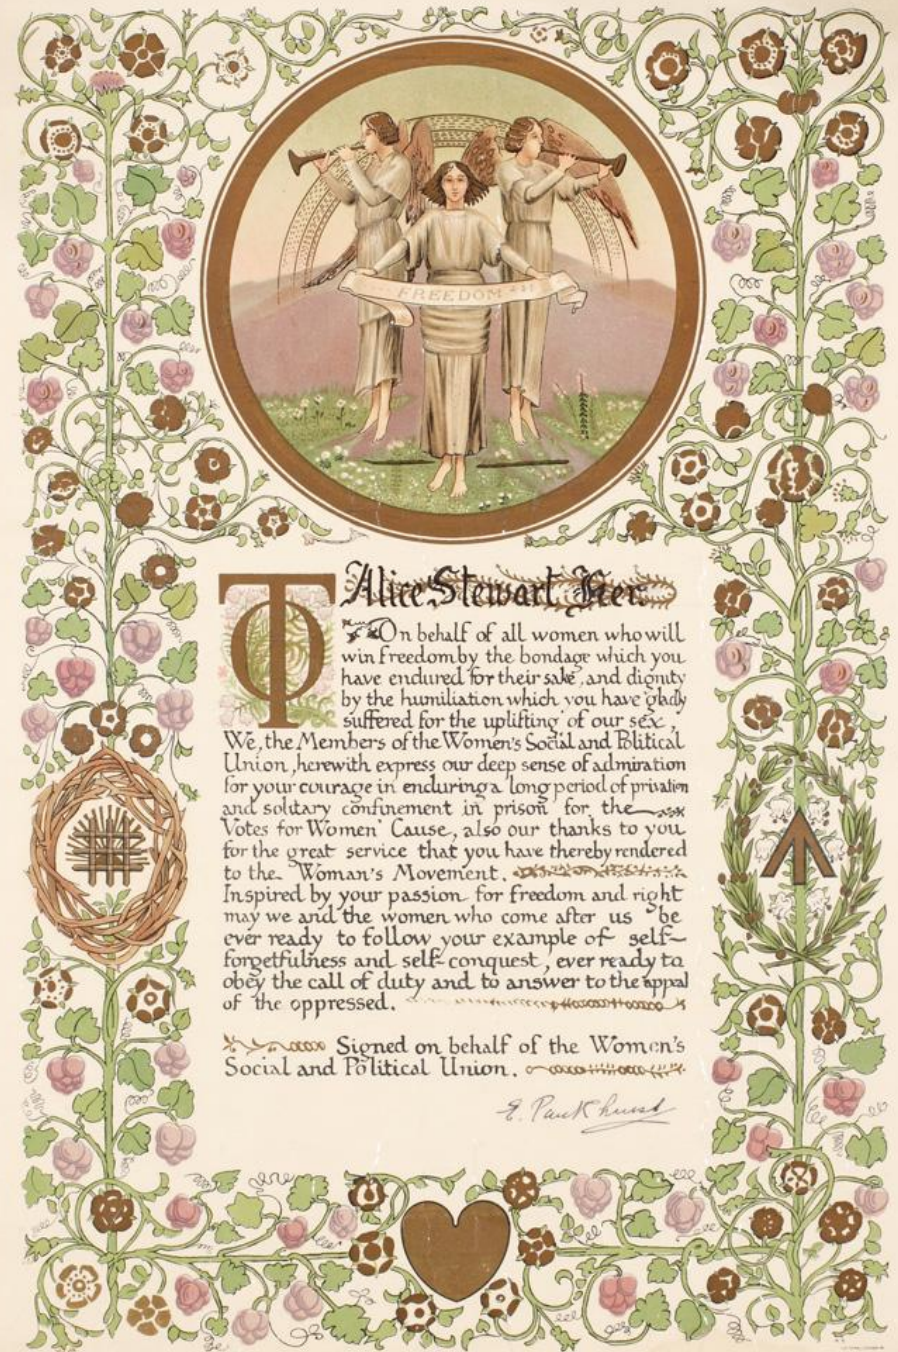 FREEDOM
TO Alice Stewart Ker.
On behalf of all women who will
win freedom by the bondage which you
have endured for their sake, and dignity
by the humiliation which you have gladly
suffered for the uplifting of our sex,
We, the Members of the Women's Social and Political
Union, herewith express our deep sense of admiration
for your courage in enduring a long period of privation
and solitary confinement in prison for the
Votes for Women Cause, also our thanks to you
for the great service that you have thereby rendered
to the Woman's Movement.
Inspired by your passion for freedom and right
may we and the women who come after us be
ever ready to follow your example of self-
forgetfulness and self-conquest, ever ready to
obey the call of duty and to answer to the appeal
of the oppressed.
Signed on behalf of the Women's
Social and Political Union.
E. Pankhurst